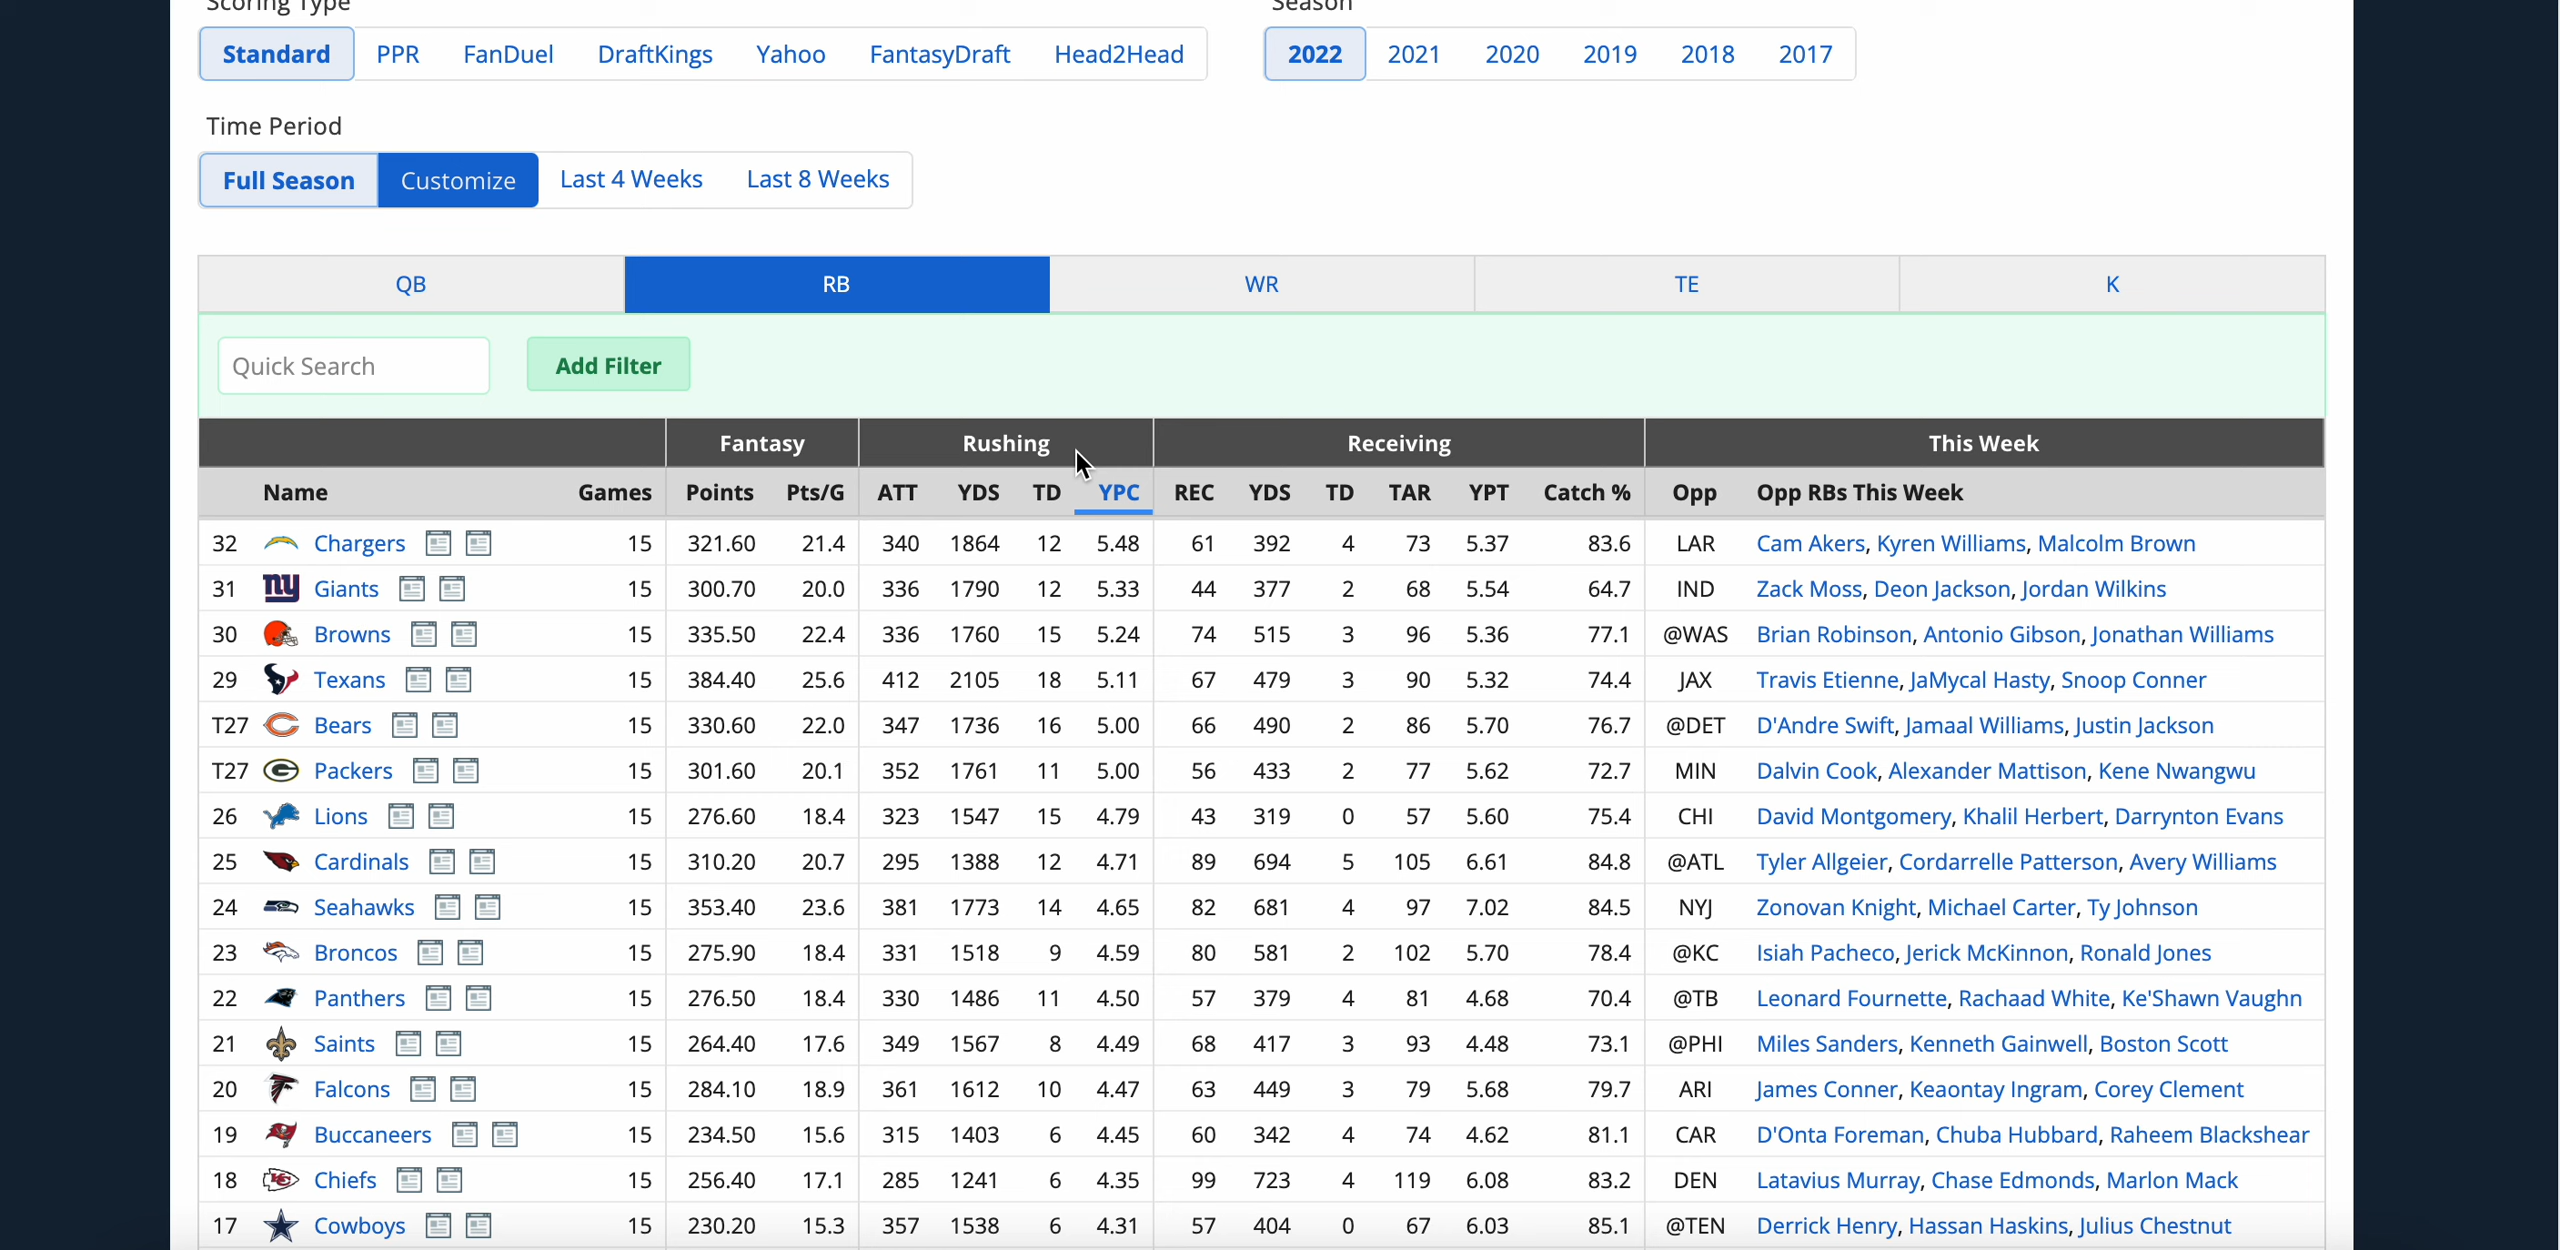 Scoring Type Season
Standard PPR FanDuel DraftKings Yahoo FantasyDraft Head2Head 2022 2021 2020 2019 2018 2017
Time Period
Full Season Customize Last 4 Weeks Last 8 Weeks
QB RB WR TE K
Quick Search Add Filter
Fantasy Rushing Receiving This Week
Name Games Points Pts/G ATT YDS TD YPC REC YDS TD TAR YPT Catch % Opp Opp RBs This Week
32 Chargers 15 321.60 21.4 340 1864 12 5.48 61 392 4 73 5.37 83.6 LAR Cam Akers, Kyren Williams, Malcolm Brown
31 ny Giants 15 300.70 20.0 336 1790 12 5.33 44 377 2 68 5.54 64.7 IND Zack Moss, Deon Jackson, Jordan Wilkins
30 Browns 15 335.50 22.4 336 1760 15 5.24 74 515 3 96 5.36 77.1 @WAS Brian Robinson, Antonio Gibson, Jonathan Williams
29 Texans 15 384.40 25.6 412 2105 18 5.11 67 479 3 90 5.32 74.4 JAX Travis Etienne, JaMycal Hasty, Snoop Conner
T27 Bears 15 330.60 22.0 347 1736 16 5.00 66 490 2 86 5.70 76.7 @DET D'Andre Swift, Jamaal Williams, Justin Jackson
T27 G Packers 15 301.60 20.1 352 1761 11 5.00 56 433 2 77 5.62 72.7 MIN Dalvin Cook, Alexander Mattison, Kene Nwangwu
26 Lions 15 276.60 18.4 323 1547 15 4.79 43 319 0 57 5.60 75.4 CHI David Montgomery, Khalil Herbert, Darrynton Evans
25 Cardinals 15 310.20 20.7 295 1388 12 4.71 89 694 5 105 6.61 84.8 @ATL Tyler Allgeier, Cordarrelle Patterson, Avery Williams
24 Seahawks 15 353.40 23.6 381 1773 14 4.65 82 681 4 97 7.02 84.5 NYJ Zonovan Knight, Michael Carter, Ty Johnson
23 Broncos 15 275.90 18.4 331 1518 9 4.59 80 581 2 102 5.70 78.4 @KC Isiah Pacheco, Jerick McKinnon, Ronald Jones
22 Panthers 15 276.50 18.4 330 1486 11 4.50 57 379 4 81 4.68 70.4 @TB Leonard Fournette, Rachaad White, Ke'Shawn Vaughn
21 Saints 15 264.40 17.6 349 1567 8 4.49 68 417 3 93 4.48 73.1 @PHI Miles Sanders, Kenneth Gainwell, Boston Scott
20 Falcons 15 284.10 18.9 361 1612 10 4.47 63 449 3 79 5.68 79.7 ARI James Conner, Keaontay Ingram, Corey Clement
19 Buccaneers 15 234.50 15.6 315 1403 6 4.45 60 342 4 74 4.62 81.1 CAR D'Onta Foreman, Chuba Hubbard, Raheem Blackshear
18 Chiefs 15 256.40 17.1 285 1241 6 4.35 99 723 4 119 6.08 83.2 DEN Latavius Murray, Chase Edmonds, Marlon Mack
17 Cowboys 15 230.20 15.3 357 1538 6 4.31 57 404 0 67 6.03 85.1 @TEN Derrick Henry, Hassan Haskins, Julius Chestnut